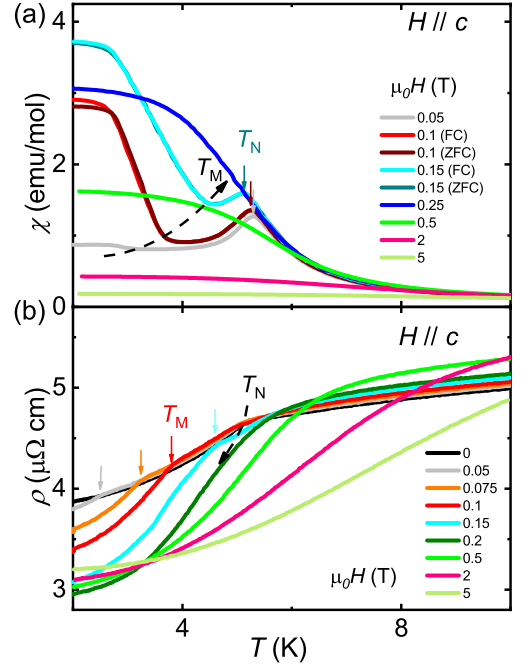 (a)
H // c
μ₀H (T)
0.05
0.1 (FC)
0.1 (ZFC)
0.15 (FC)
0.15 (ZFC)
0.25
0.5
2
5
T_M
T_N
χ (emu/mol)
4
2
0
(b)
H // c
T_M
T_N
0
0.05
0.075
0.1
0.15
0.2
0.5
2
5
μ₀H (T)
ρ (μΩ cm)
5
4
3
4
8
T (K)